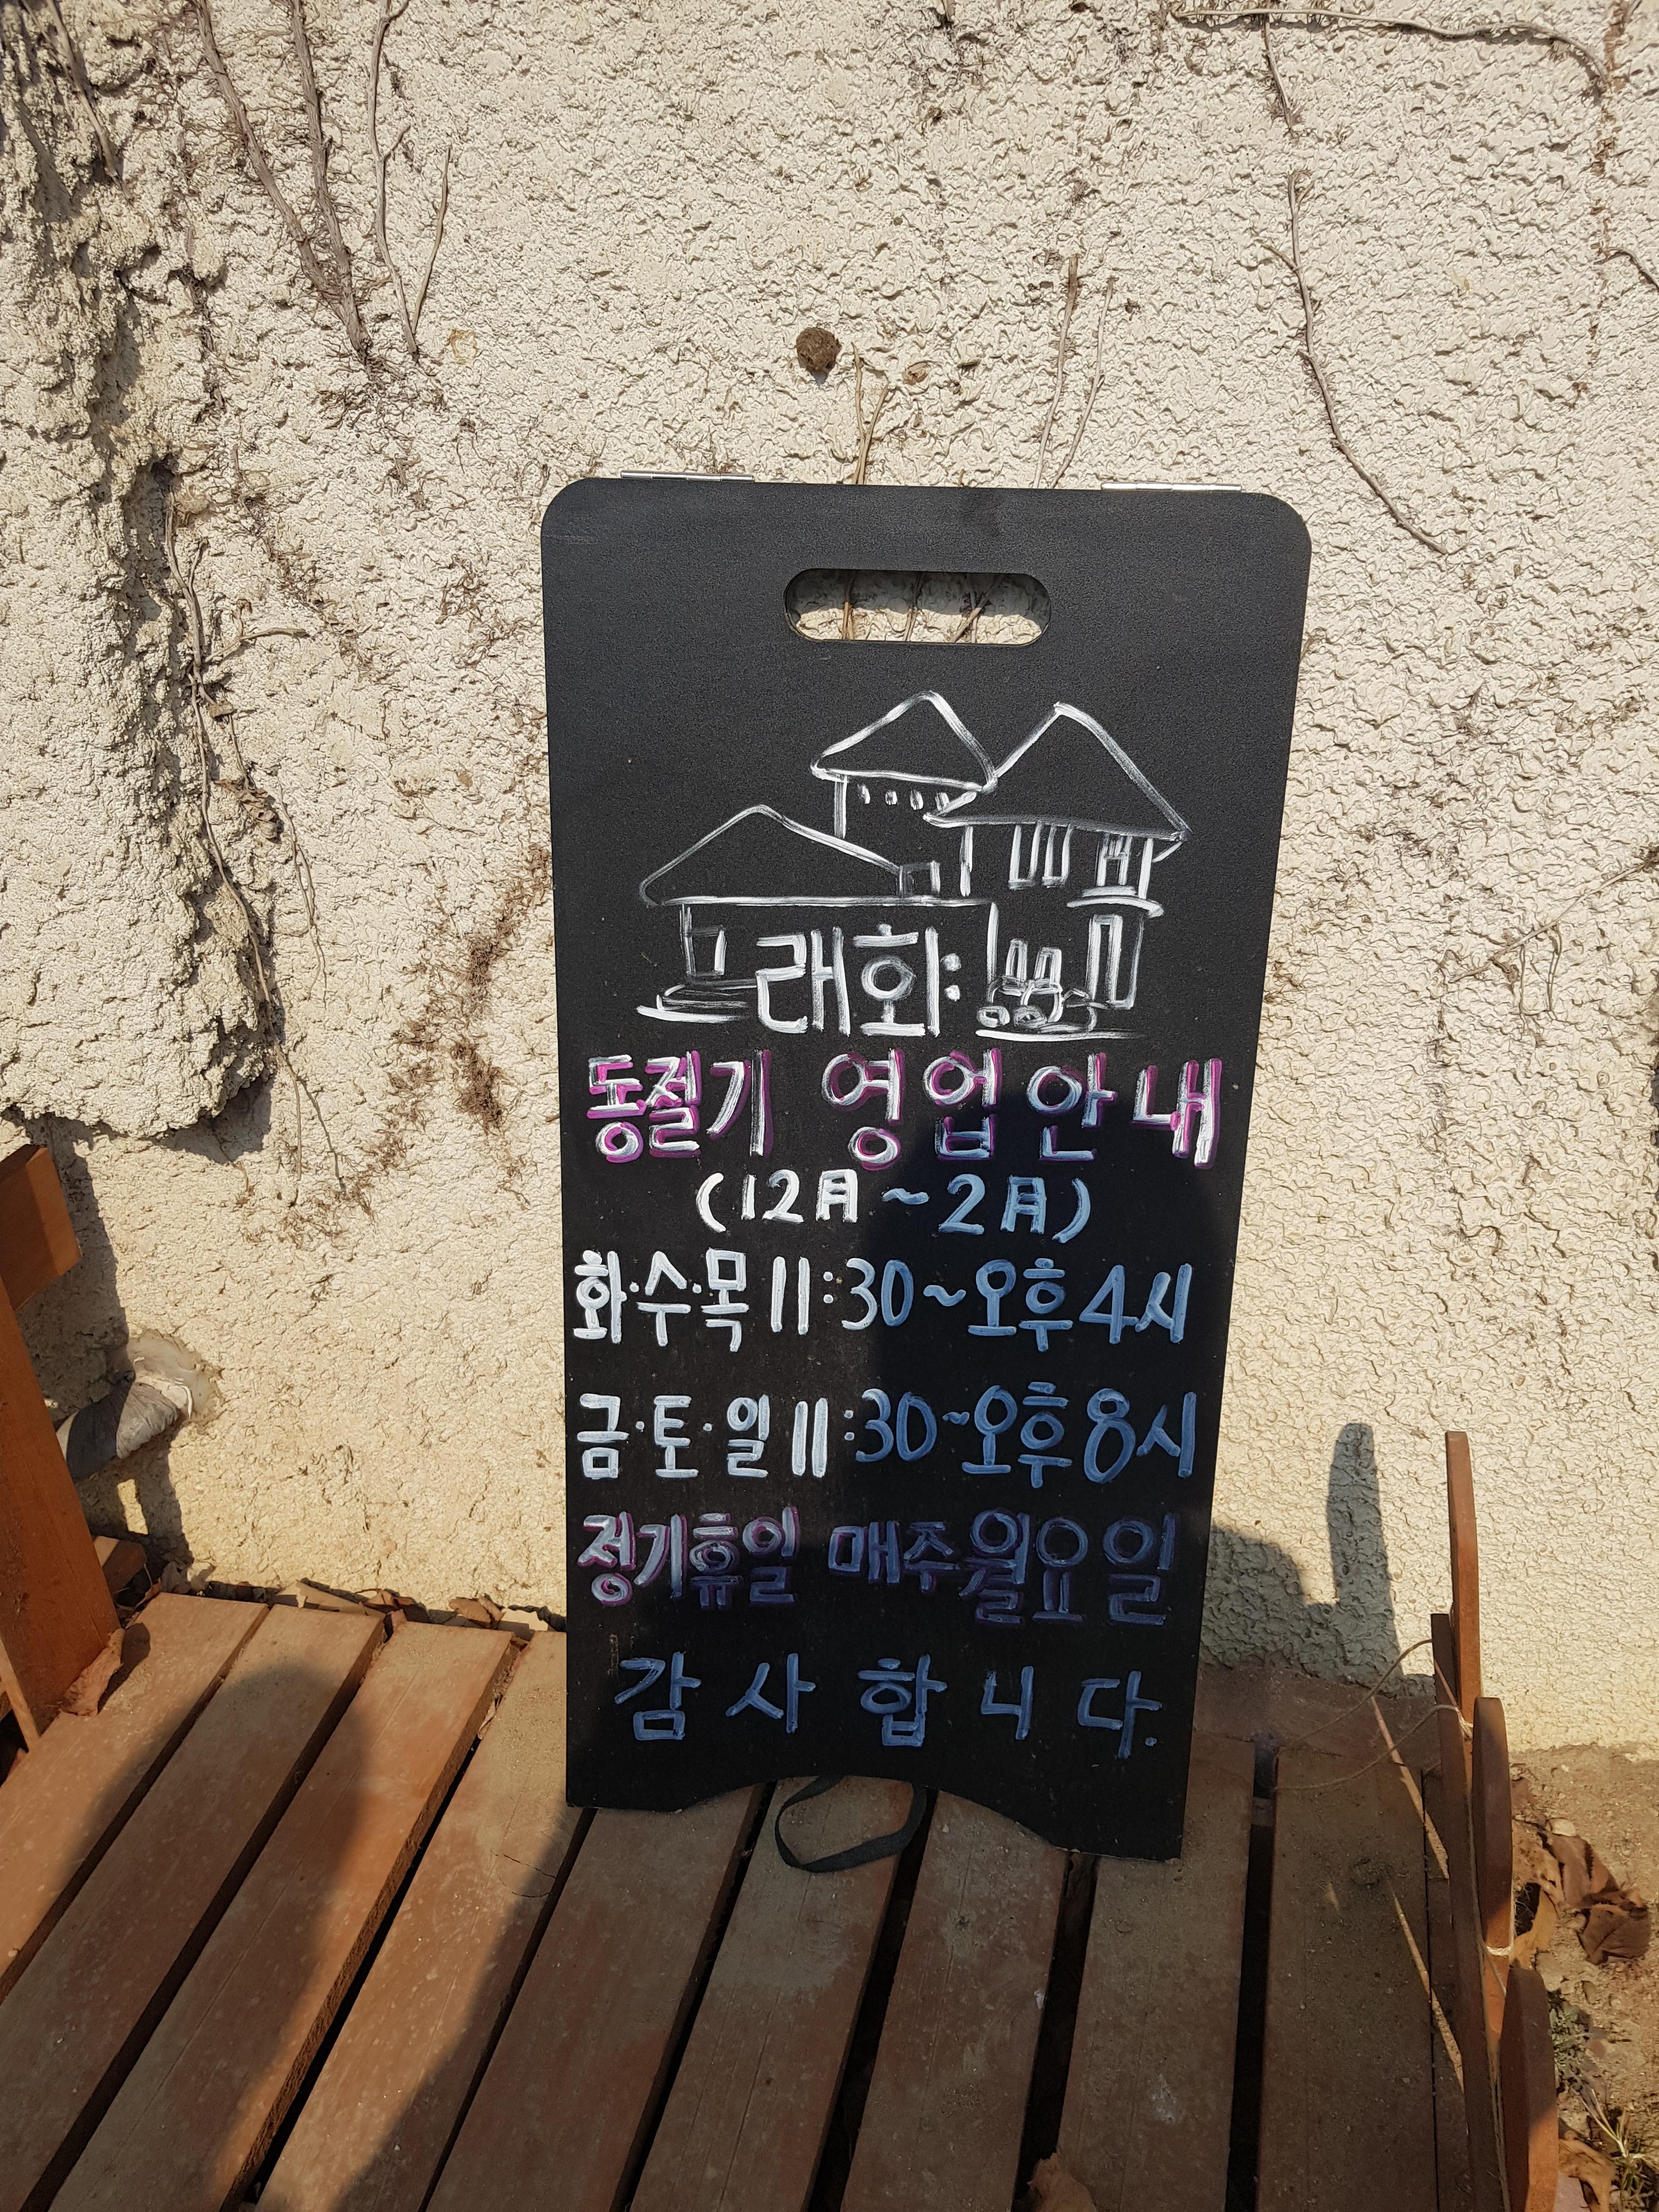 래화:
동절기 영업안내
(12月~2月)
화·수·목 11:30~오후4시
금·토·일 11:30~오후8시
정기휴일 매주월요일
감사합니다.